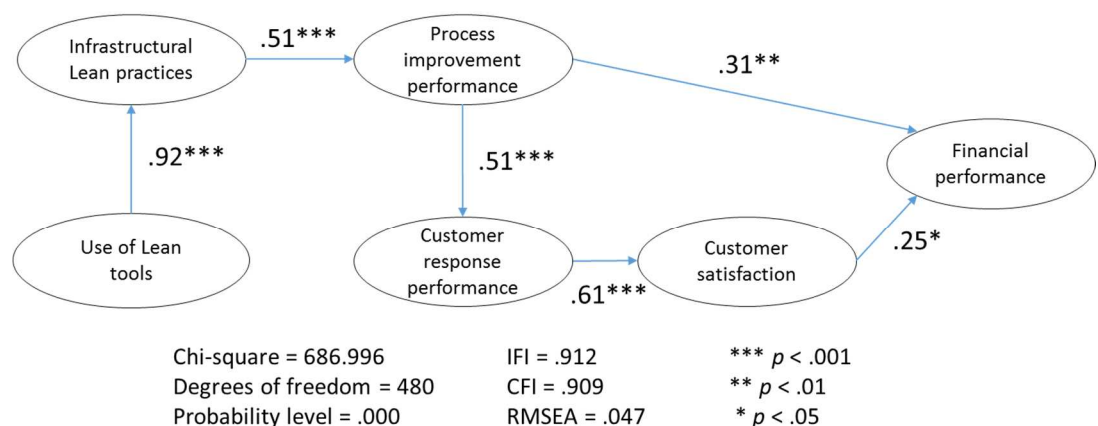 Infrastructural
Lean practices
.51***
Process
improvement
performance
.31**
Financial
performance
.92***
.51***
Use of Lean
tools
Customer
response
performance
.61***
Customer
satisfaction
.25*
Chi-square = 686.996
Degrees of freedom = 480
Probability level = .000
IFI = .912
CFI = .909
RMSEA = .047
*** p < .001
** p < .01
* p < .05